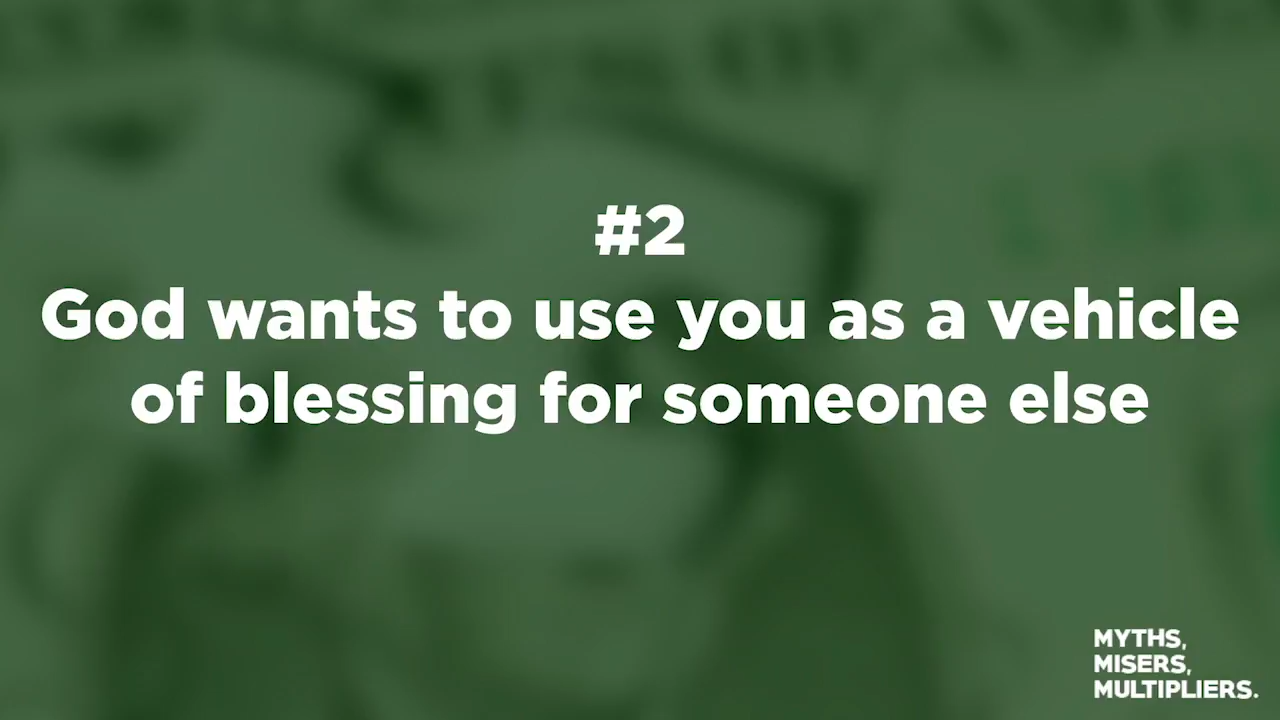 #2
God wants to use you as a vehicle
of blessing for someone else
MYTHS,
MISERS,
MULTIPLIERS.